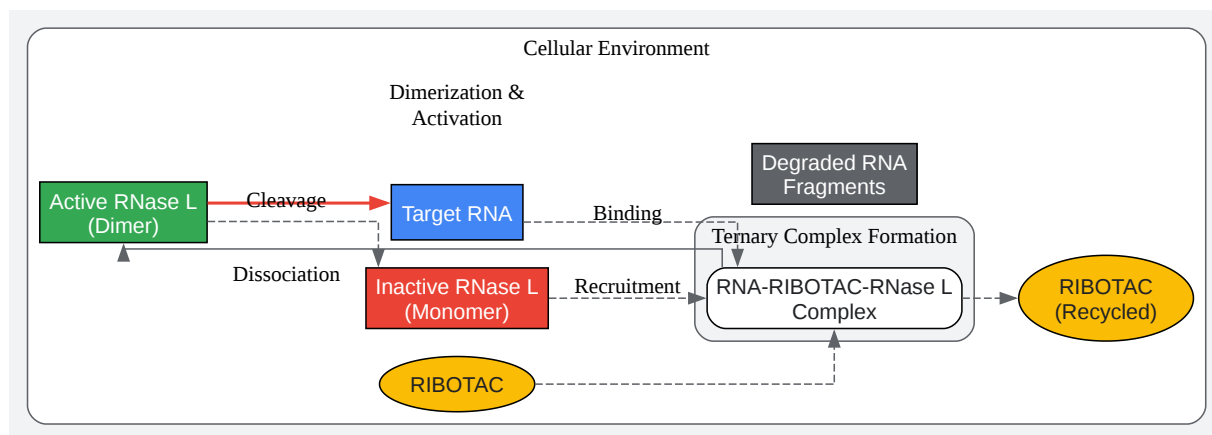 Cellular Environment
Dimerization &
Activation
Degraded RNA
Fragments
Active RNase L
(Dimer)
Cleavage
Target RNA
Binding
Ternary Complex Formation
Dissociation
Inactive RNase L
(Monomer)
Recruitment
RNA-RIBOTAC-RNase L
Complex
RIBOTAC
(Recycled)
RIBOTAC